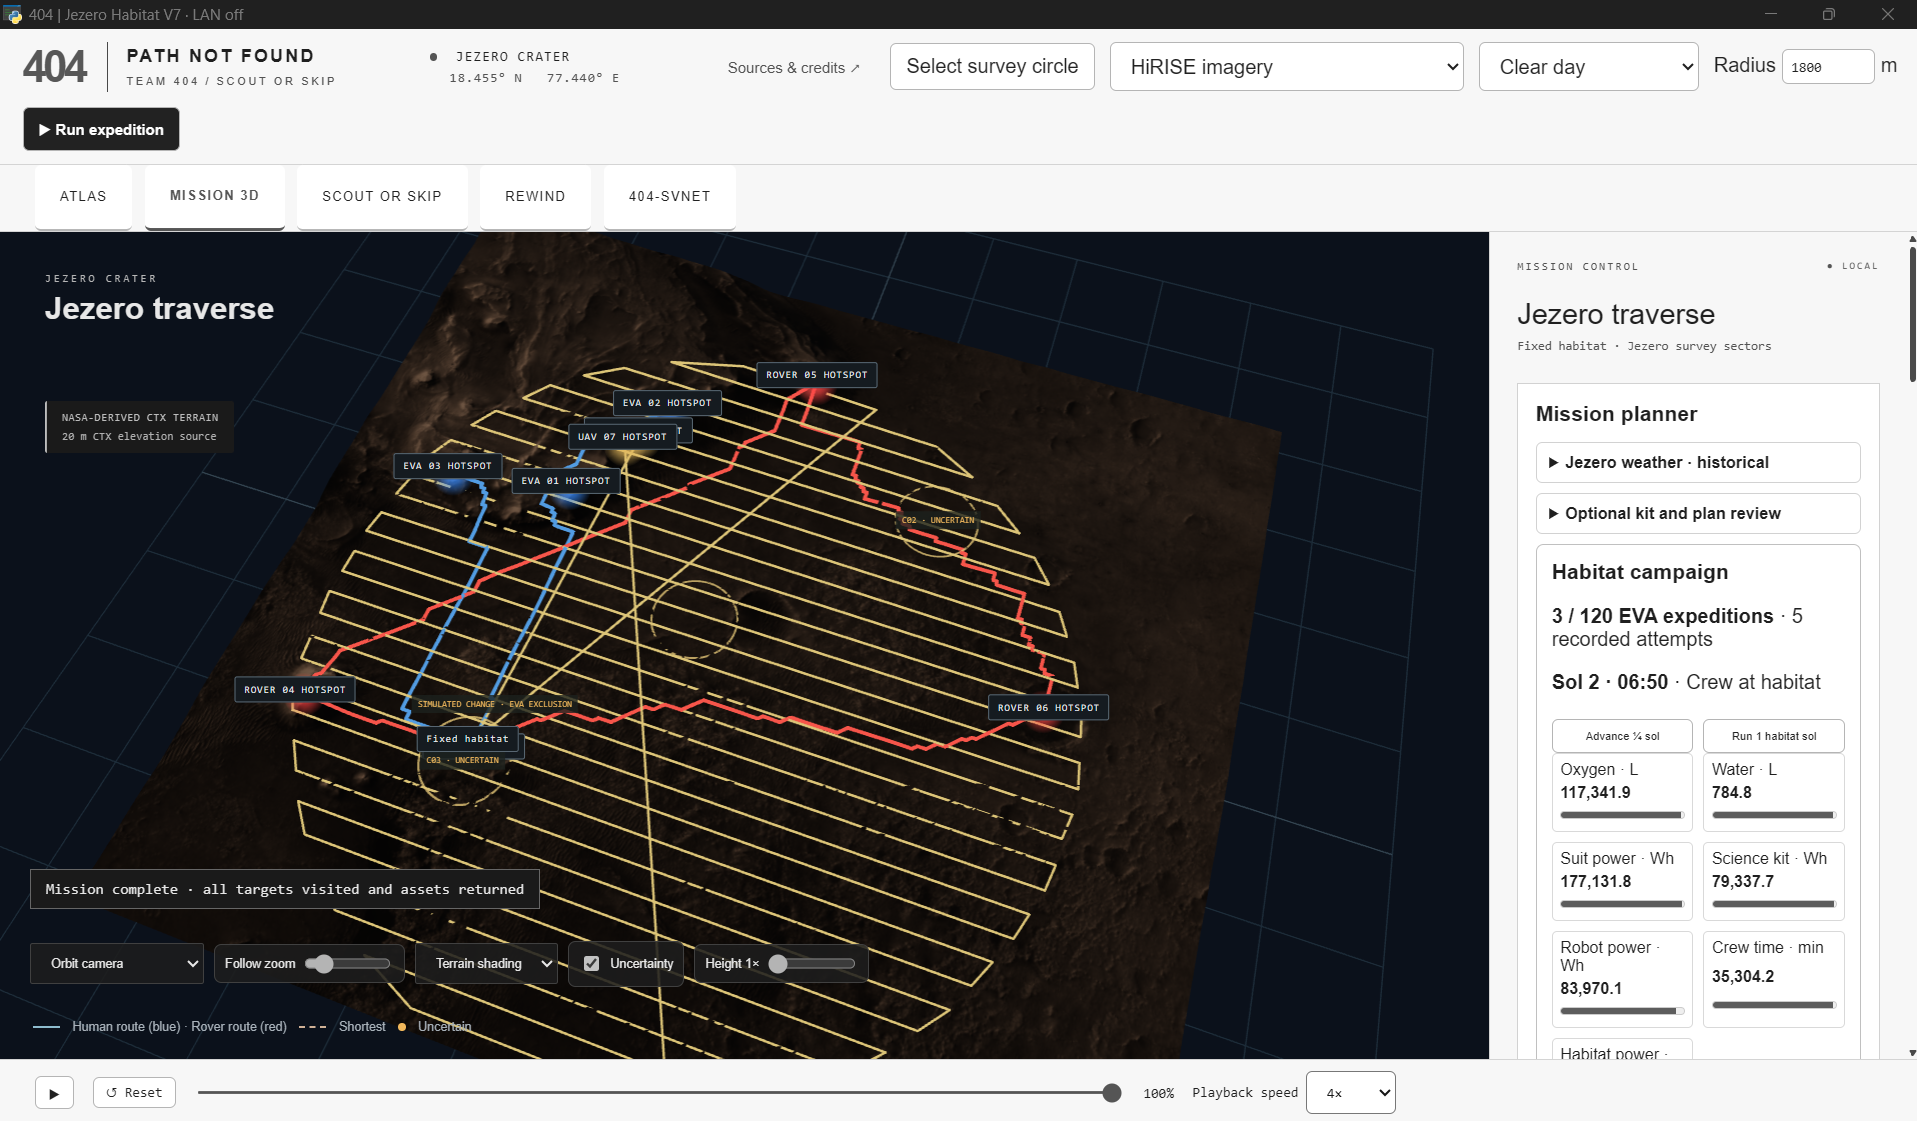 404 | Jezero Habitat V7 · LAN off
404
PATH NOT FOUND
TEAM 404 / SCOUT OR SKIP
JEZERO CRATER
18.455° N 77.440° E
Sources & credits ↗
Select survey circle
HiRISE imagery
Clear day
Radius 1800 m
▶ Run expedition
ATLAS
MISSION 3D
SCOUT OR SKIP
REWIND
404-SVNET
JEZERO CRATER
Jezero traverse
NASA-DERIVED CTX TERRAIN
20 m CTX elevation source
ROVER 05 HOTSPOT
EVA 02 HOTSPOT
T
UAV 07 HOTSPOT
EVA 03 HOTSPOT
EVA 01 HOTSPOT
C02 · UNCERTAIN
ROVER 04 HOTSPOT
SIMULATED CHANGE · EVA EXCLUSION
ROVER 06 HOTSPOT
Fixed habitat
C03 · UNCERTAIN
Mission complete · all targets visited and assets returned
Orbit camera
Follow zoom
Terrain shading
Uncertainty
Height 1×
Human route (blue) · Rover route (red)
Shortest
Uncertain
MISSION CONTROL
LOCAL
Jezero traverse
Fixed habitat · Jezero survey sectors
Mission planner
▶ Jezero weather · historical
▶ Optional kit and plan review
Habitat campaign
3 / 120 EVA expeditions · 5
recorded attempts
Sol 2 · 06:50 · Crew at habitat
Advance ¼ sol
Run 1 habitat sol
Oxygen · L
117,341.9
Water · L
784.8
Suit power · Wh
177,131.8
Science kit · Wh
79,337.7
Robot power ·
Wh
83,970.1
Crew time · min
35,304.2
Habitat power ·
▶
↺ Reset
100%
Playback speed
4×